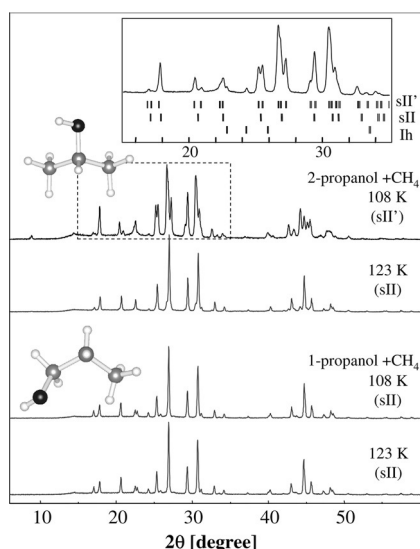 sII'
sII
Ih
20 30
2-propanol +CH4
108 K
(sII')
123 K
(sII)
1-propanol +CH4
108 K
(sII)
123 K
(sII)
10 20 30 40 50
2θ [degree]